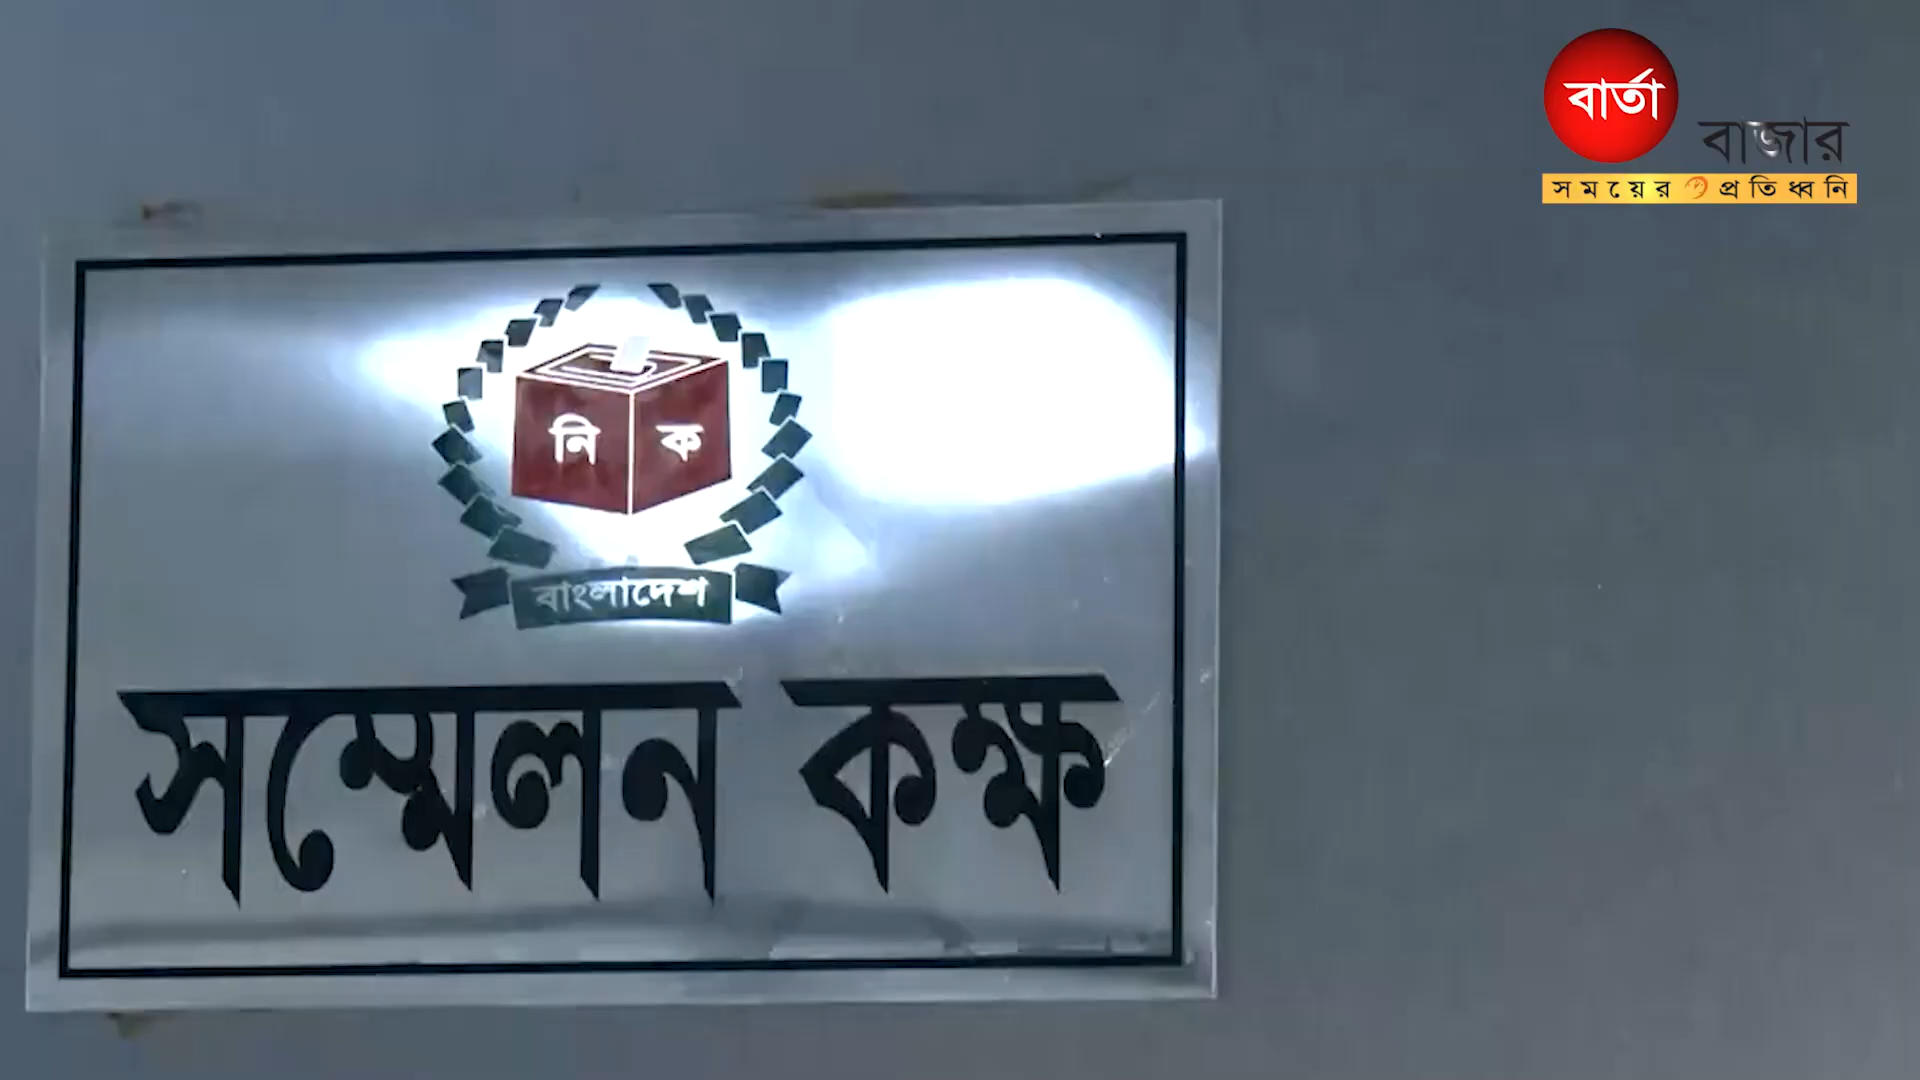 বার্তা
বাজার
সময়ের প্রতিধ্বনি
নি ক
বাংলাদেশ
সম্মেলন কক্ষ